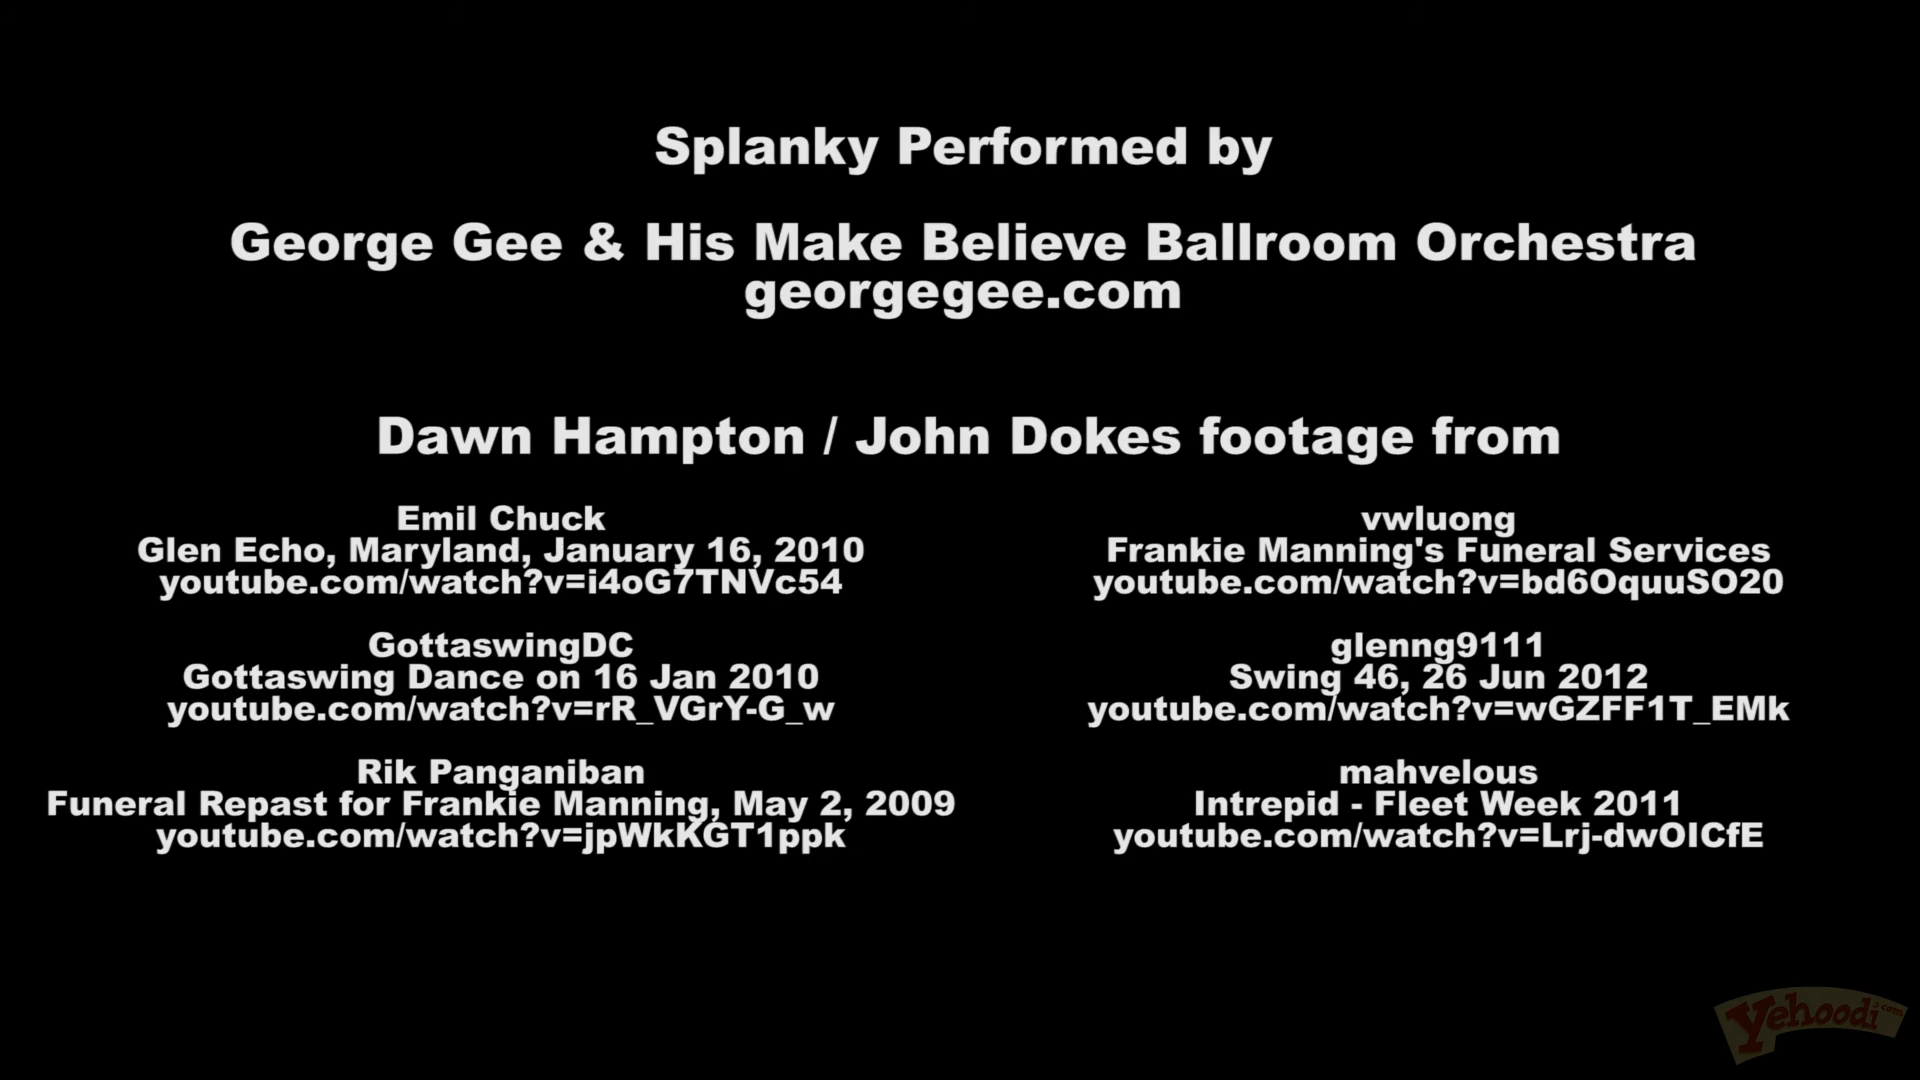 Splanky Performed by
George Gee & His Make Believe Ballroom Orchestra
georgegee.com
Dawn Hampton / John Dokes footage from
Emil Chuck
Glen Echo, Maryland, January 16, 2010
youtube.com/watch?v=i4oG7TNVc54
GottaswingDC
Gottaswing Dance on 16 Jan 2010
youtube.com/watch?v=rR_VGrY-G_w
Rik Panganiban
Funeral Repast for Frankie Manning, May 2, 2009
youtube.com/watch?v=jpWkKGT1ppk
vwluong
Frankie Manning's Funeral Services
youtube.com/watch?v=bd6OquuSO20
glenng9111
Swing 46, 26 Jun 2012
youtube.com/watch?v=wGZFF1T_EMk
mahvelous
Intrepid - Fleet Week 2011
youtube.com/watch?v=Lrj-dwOICfE
Yehoodi.com